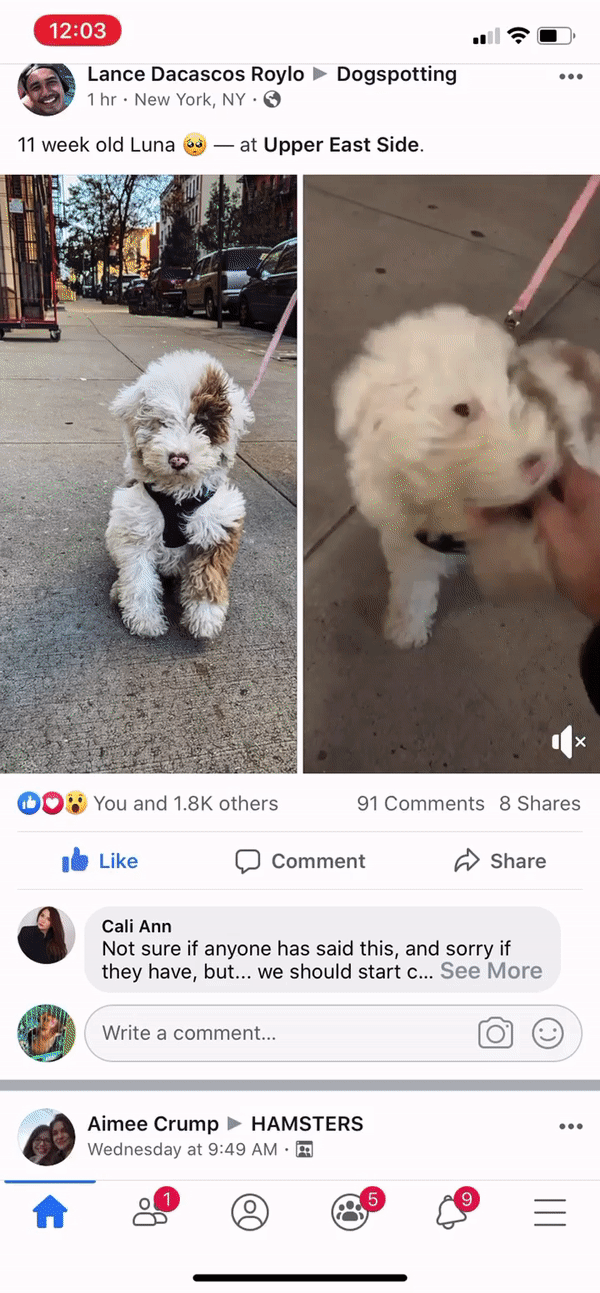 12:03
Lance Dacascos Roylo ▶ Dogspotting
1 hr · New York, NY ·
11 week old Luna 🥺 — at Upper East Side.
You and 1.8K others 91 Comments 8 Shares
Like Comment Share
Cali Ann
Not sure if anyone has said this, and sorry if
they have, but... we should start c... See More
Write a comment...
Aimee Crump ▶ HAMSTERS
Wednesday at 9:49 AM ·
1 5 9